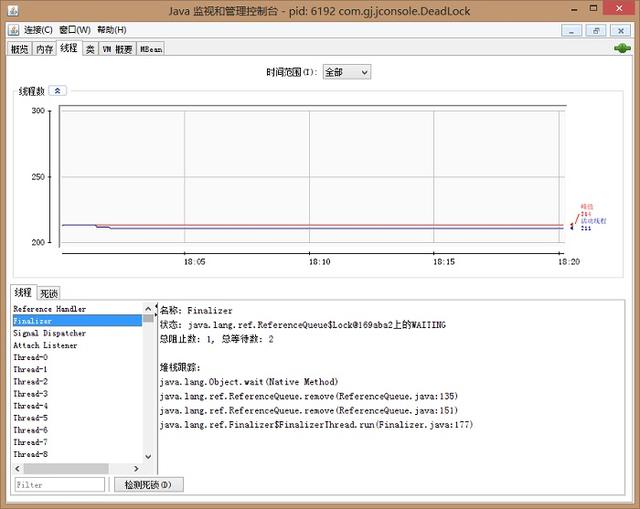 Java 监视和管理控制台 - pid: 6192 com.gj.jconsole.DeadLock
连接(C) 窗口(W) 帮助(H)
概览 内存 线程 类 VM 概要 MBean
时间范围(T): 全部
线程数
300
250
200
峰值
214
活动线程
211
18:05 18:10 18:15 18:20
线程 死锁
Reference Handler
Finalizer
Signal Dispatcher
Attach Listener
Thread-0
Thread-1
Thread-2
Thread-3
Thread-4
Thread-5
Thread-6
Thread-7
Thread-8
名称: Finalizer
状态: java.lang.ref.ReferenceQueue$Lock@169aba2上的WAITING
总阻止数: 1, 总等待数: 2
堆栈跟踪:
java.lang.Object.wait(Native Method)
java.lang.ref.ReferenceQueue.remove(ReferenceQueue.java:135)
java.lang.ref.ReferenceQueue.remove(ReferenceQueue.java:151)
java.lang.ref.Finalizer$FinalizerThread.run(Finalizer.java:177)
Filter 检测死锁(D)